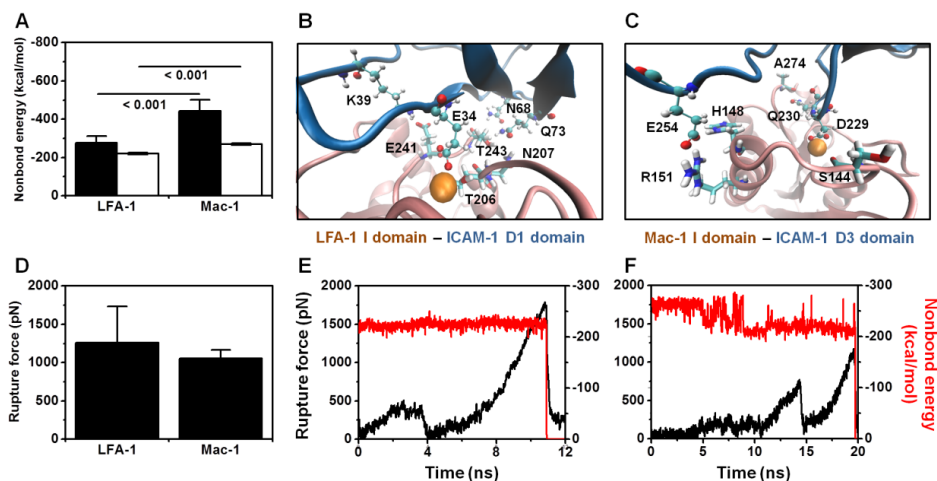 A
Nonbond energy (kcal/mol)
-800
-600
-400
-200
0
< 0.001
< 0.001
LFA-1
Mac-1
B
K39
E34
N68
Q73
E241
T243
N207
T206
LFA-1 I domain – ICAM-1 D1 domain
C
A274
H148
Q230
E254
D229
R151
S144
Mac-1 I domain – ICAM-1 D3 domain
D
Rupture force (pN)
2000
1500
1000
500
0
LFA-1
Mac-1
E
Rupture force (pN)
2000
1500
1000
500
0
0
4
8
12
Time (ns)
-300
-200
-100
0
F
2000
1500
1000
500
0
0
5
10
15
20
Time (ns)
-300
-200
-100
0
Nonbond energy
(kcal/mol)